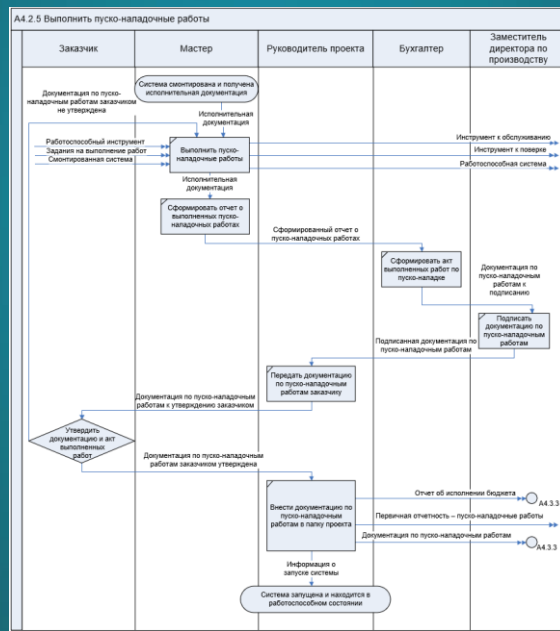 А4.2.5 Выполнить пуско-наладочные работы
Заказчик
Мастер
Руководитель проекта
Бухгалтер
Заместитель
директора по
производству
Документация по пуско-
наладочным работам заказчиком
не утверждена
Система смонтирована и получена
исполнительная документация
Исполнительная
документация
Работоспособный инструмент
Задания на выполнение работ
Смонтированная система
Выполнить пуско-
наладочные работы
Инструмент к обслуживанию
Инструмент к поверке
Работоспособная система
Исполнительная
документация
Сформировать отчет о
выполненных пуско-
наладочных работах
Сформированный отчет о
пуско-наладочных работах
Сформировать акт
выполненных работ по
пуско-наладке
Документация по
пуско-наладочным
работам к
подписанию
Подписать
документацию по
пуско-наладочным
работам
Подписанная документация по
пуско-наладочным работам
Передать документацию
по пуско-наладочным
работам заказчику
Документация по пуско-наладочным
работам к утверждению заказчиком
Утвердить
документацию и акт
выполненных
работ
Документация по пуско-наладочным
работам заказчиком утверждена
Внести документацию по
пуско-наладочным
работам в папку проекта
Отчет об исполнении бюджета
А4.3.3
Первичная отчетность – пуско-наладочные работы
Документация по пуско-наладочным работам
А4.3.3
Информация о
запуске системы
Система запущена и находится в
работоспособном состоянии